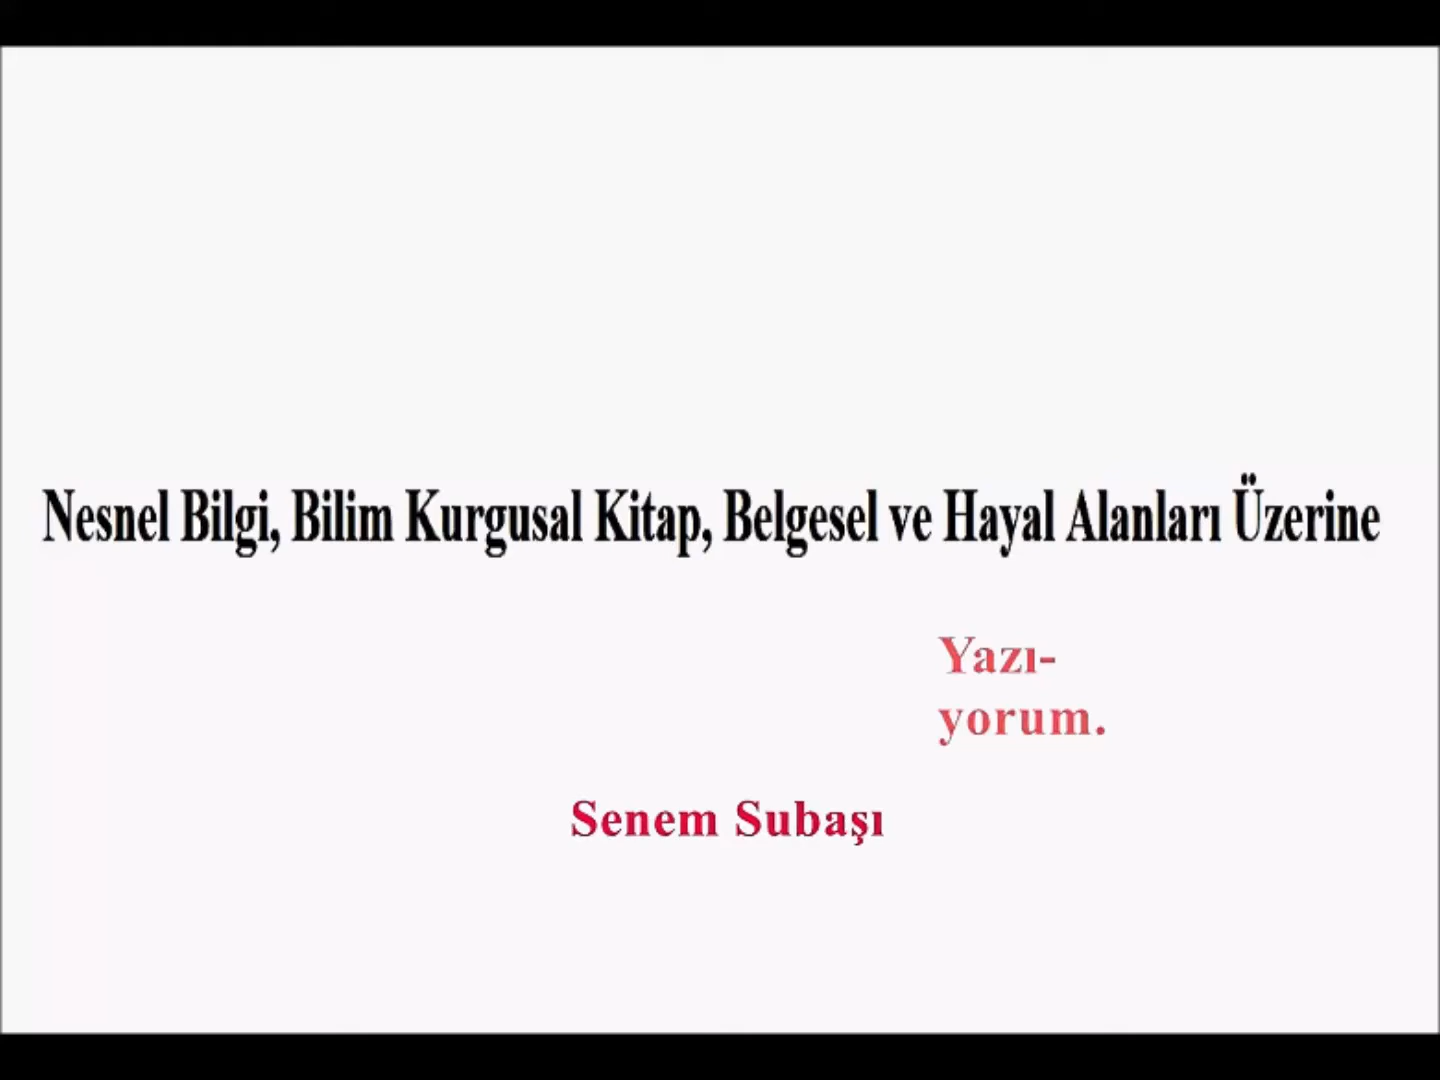 Nesnel Bilgi, Bilim Kurgusal Kitap, Belgesel ve Hayal Alanları Üzerine
Yazı-
yorum.
Senem Subaşı